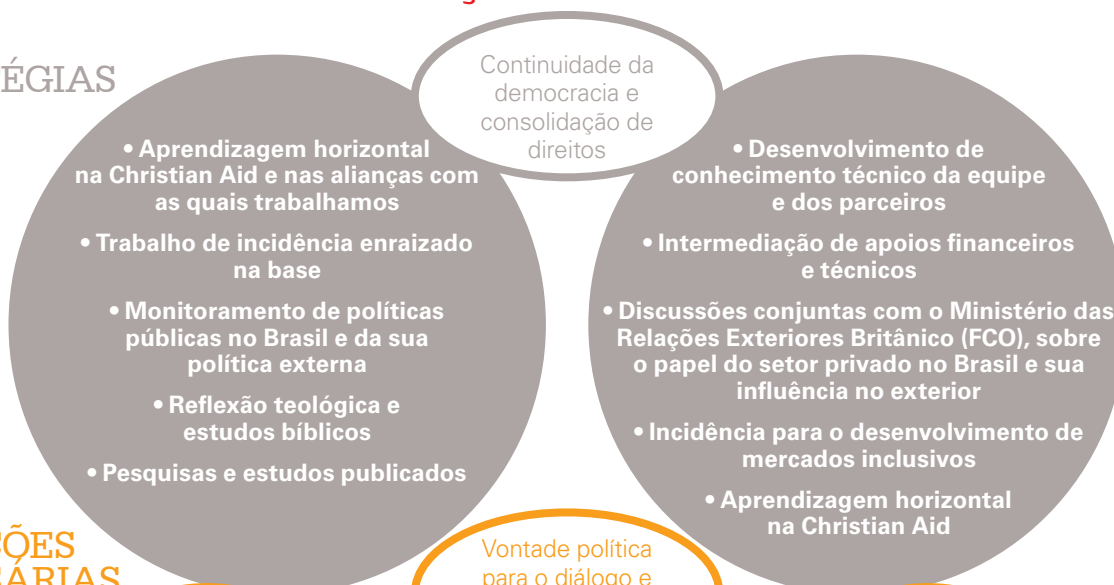 ÉGIAS
Continuidade da
democracia e
consolidação de
direitos
• Aprendizagem horizontal
na Christian Aid e nas alianças com
as quais trabalhamos
• Trabalho de incidência enraizado
na base
• Monitoramento de políticas
públicas no Brasil e da sua
política externa
• Reflexão teológica e
estudos bíblicos
• Pesquisas e estudos publicados
• Desenvolvimento de
conhecimento técnico da equipe
e dos parceiros
• Intermediação de apoios financeiros
e técnicos
• Discussões conjuntas com o Ministério das
Relações Exteriores Britânico (FCO), sobre
o papel do setor privado no Brasil e sua
influência no exterior
• Incidência para o desenvolvimento de
mercados inclusivos
• Aprendizagem horizontal
na Christian Aid
ÇÕES
ÁRIAS
Vontade política
para o diálogo e